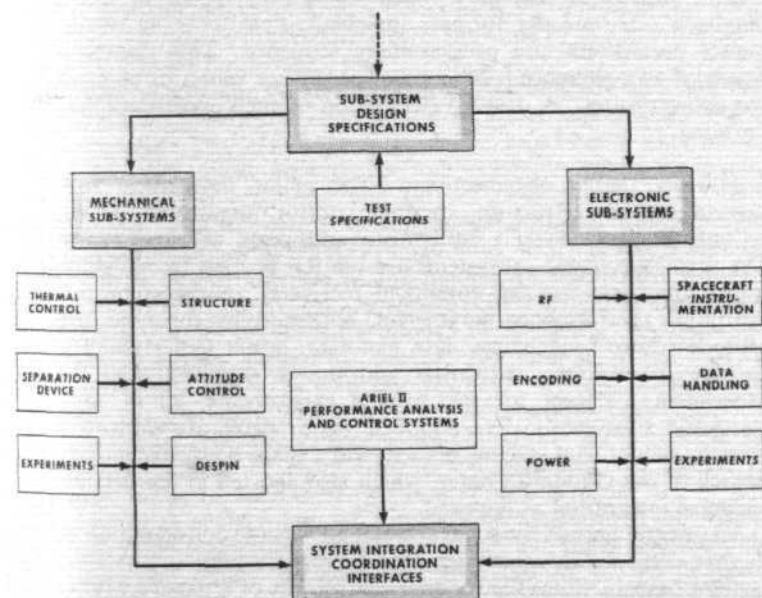 SUB-SYSTEM
DESIGN
SPECIFICATIONS
MECHANICAL
SUB-SYSTEMS
TEST
SPECIFICATIONS
ELECTRONIC
SUB-SYSTEMS
THERMAL
CONTROL
STRUCTURE
RF
SPACECRAFT
INSTRU-
MENTATION
SEPARATION
DEVICE
ATTITUDE
CONTROL
ARIEL II
PERFORMANCE ANALYSIS
AND CONTROL SYSTEMS
ENCODING
DATA
HANDLING
EXPERIMENTS
DESPIN
POWER
EXPERIMENTS
SYSTEM INTEGRATION
COORDINATION
INTERFACES